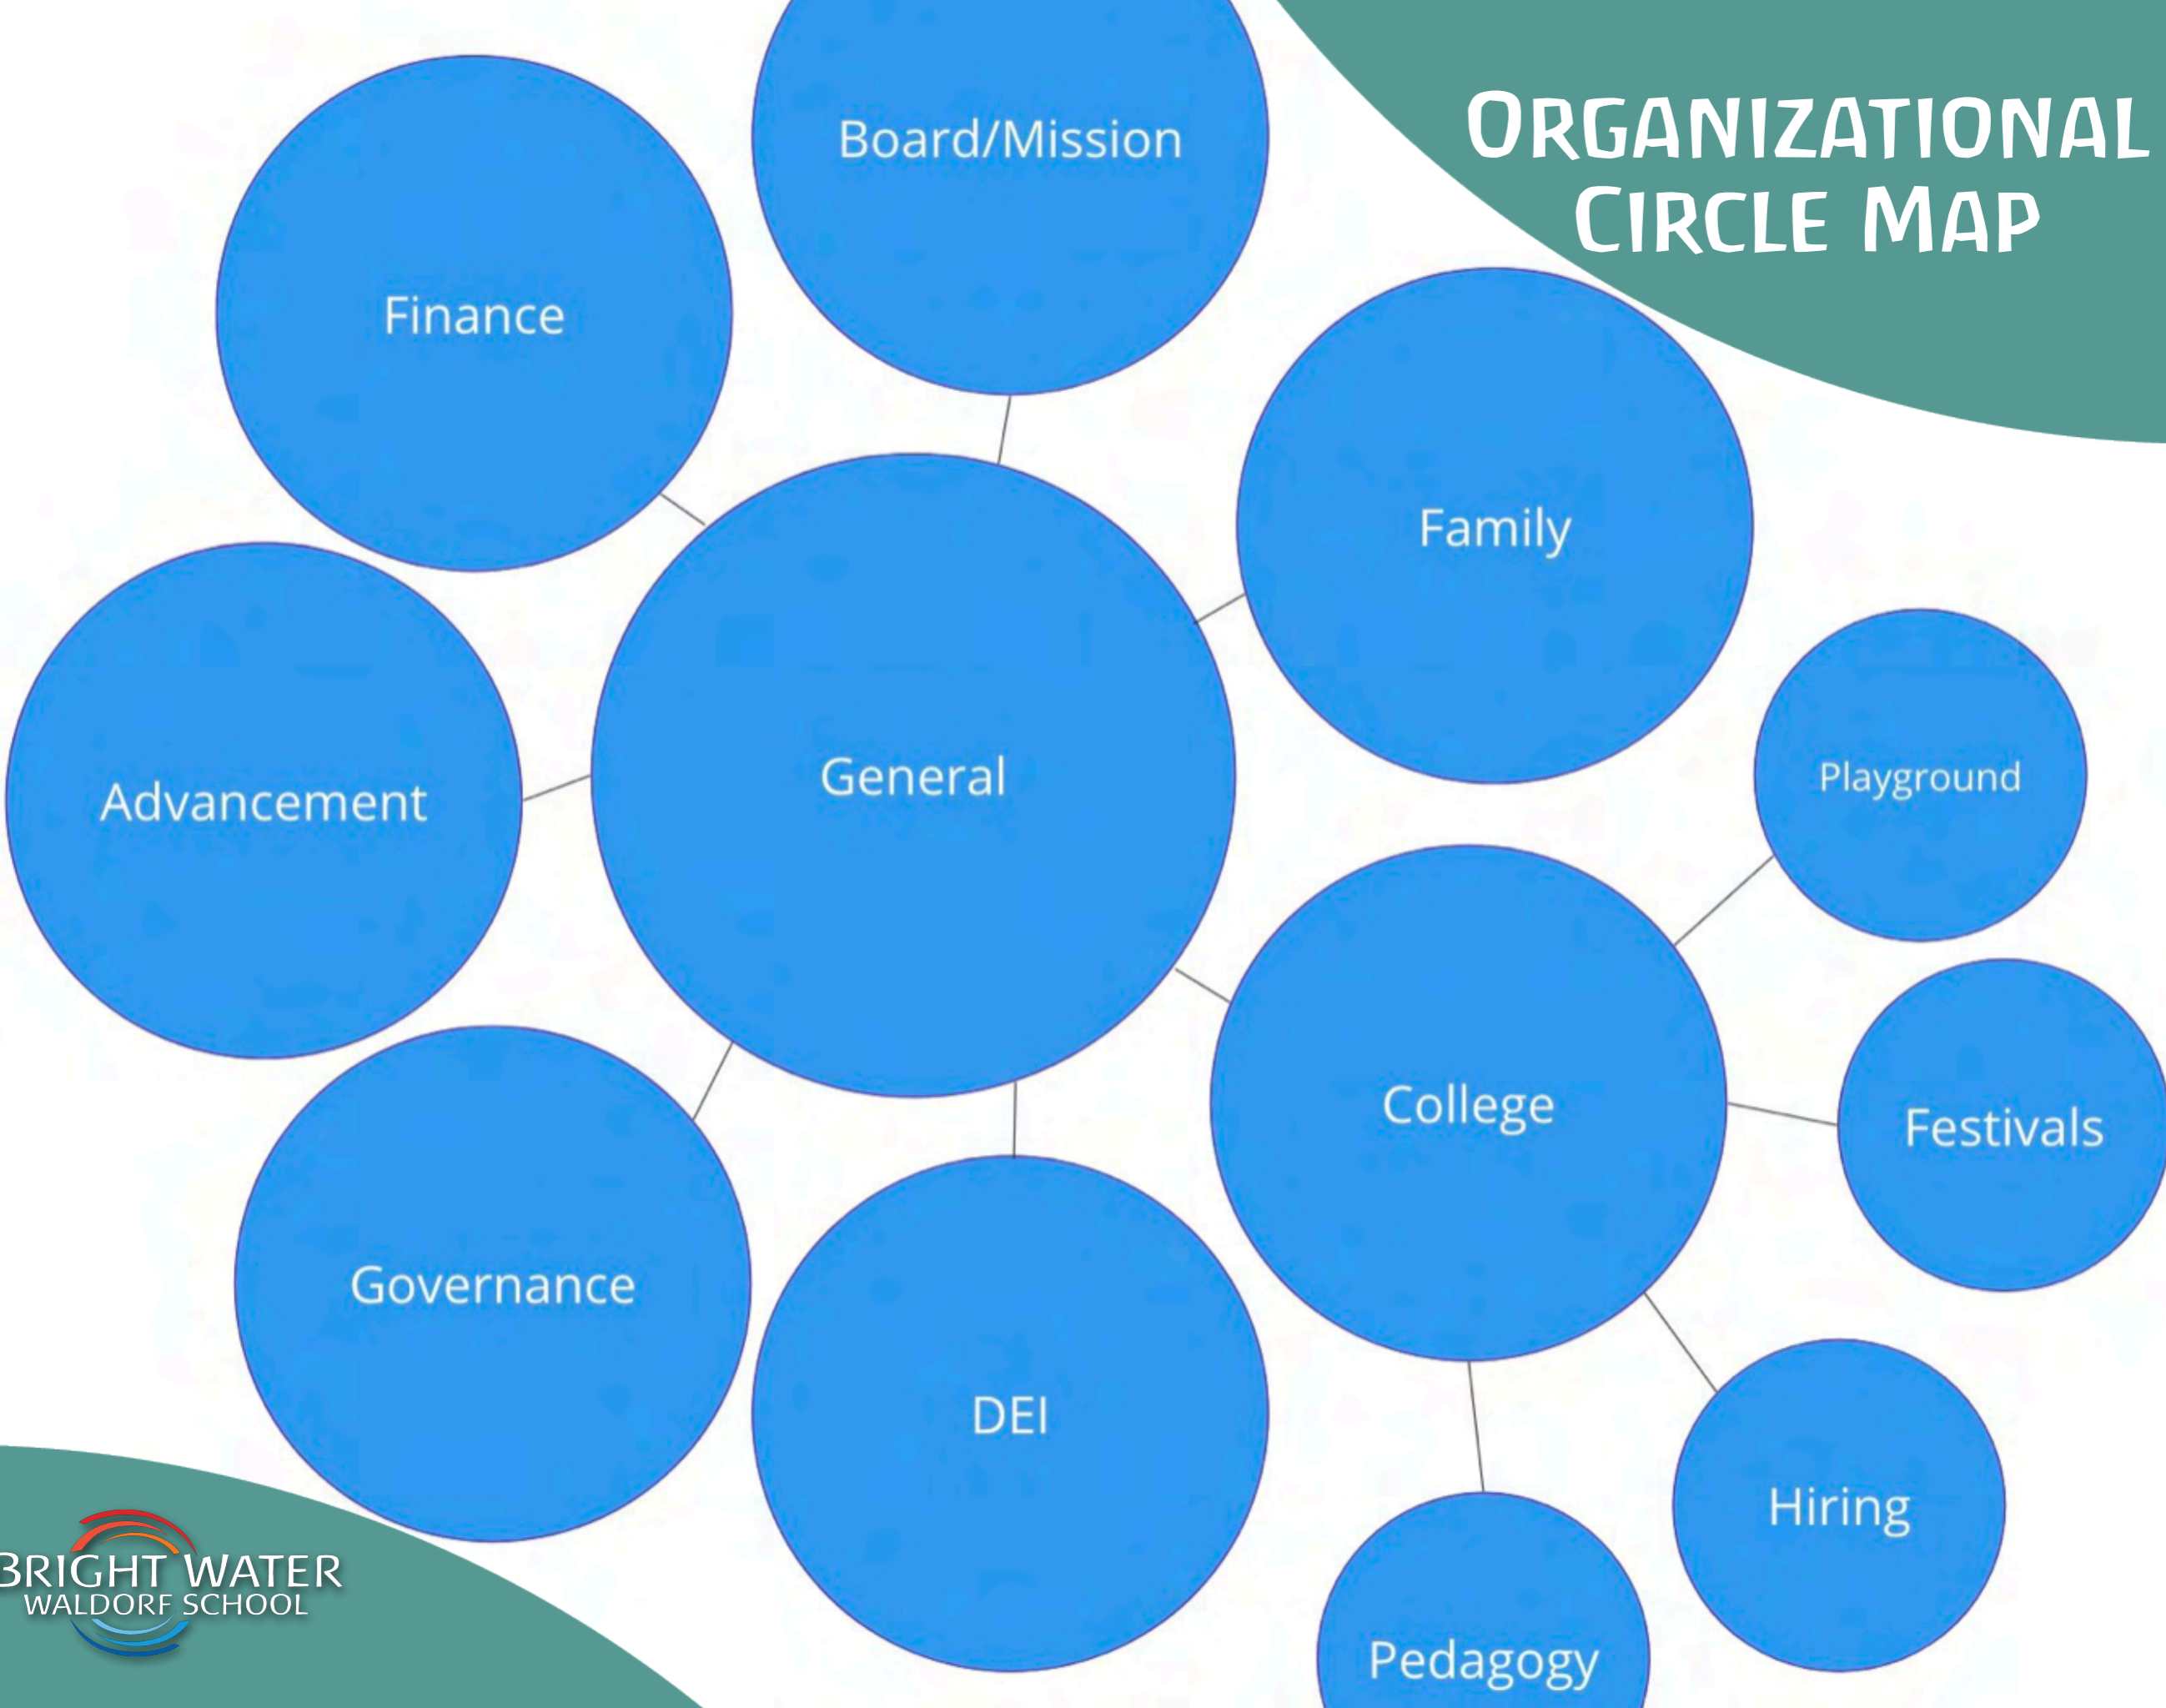 Organizational
Circle Map
Board/Mission
Finance
Family
General
Playground
Advancement
College
Festivals
Governance
DEI
Hiring
Pedagogy
BRIGHT WATER
WALDORF SCHOOL